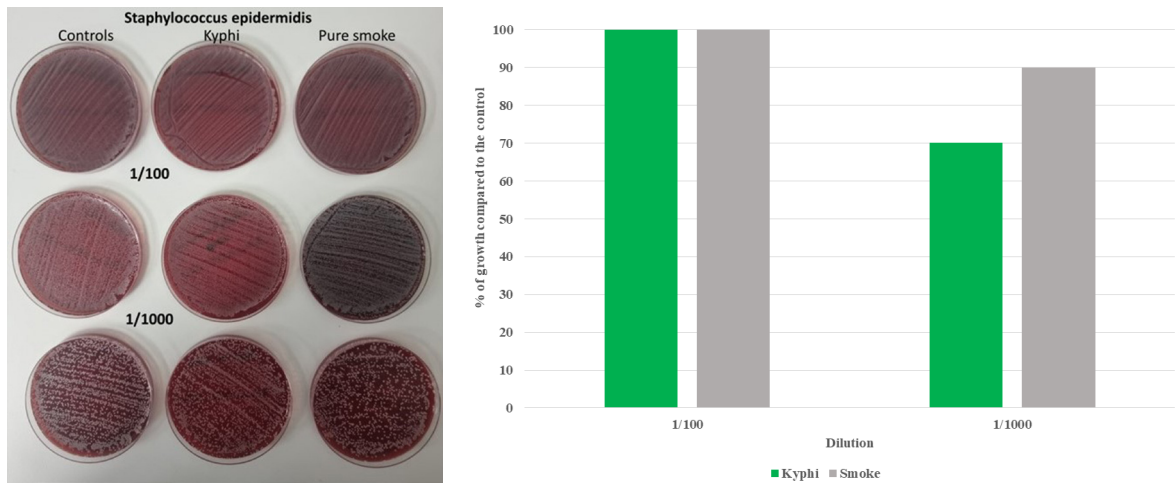 Staphylococcus epidermidis
Controls Kyphi Pure smoke
1/100
1/1000
% of growth compared to the control
100
90
80
70
60
50
40
30
20
10
0
1/100 1/1000
Dilution
Kyphi Smoke